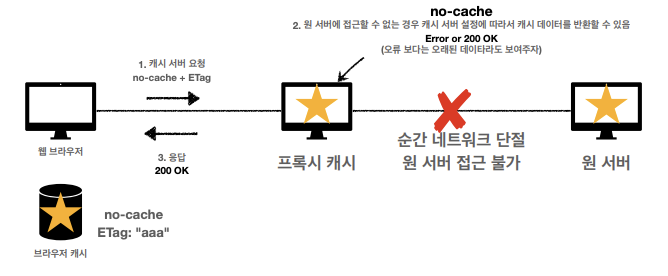 no-cache
2. 원 서버에 접근할 수 없는 경우 캐시 서버 설정에 따라서 캐시 데이터를 반환할 수 있음
Error or 200 OK
(오류 보다는 오래된 데이타라도 보여주자)
1. 캐시 서버 요청
no-cache + ETag
3. 응답
200 OK
웹 브라우저
프록시 캐시
순간 네트워크 단절
원 서버 접근 불가
원 서버
no-cache
ETag: "aaa"
브라우저 캐시